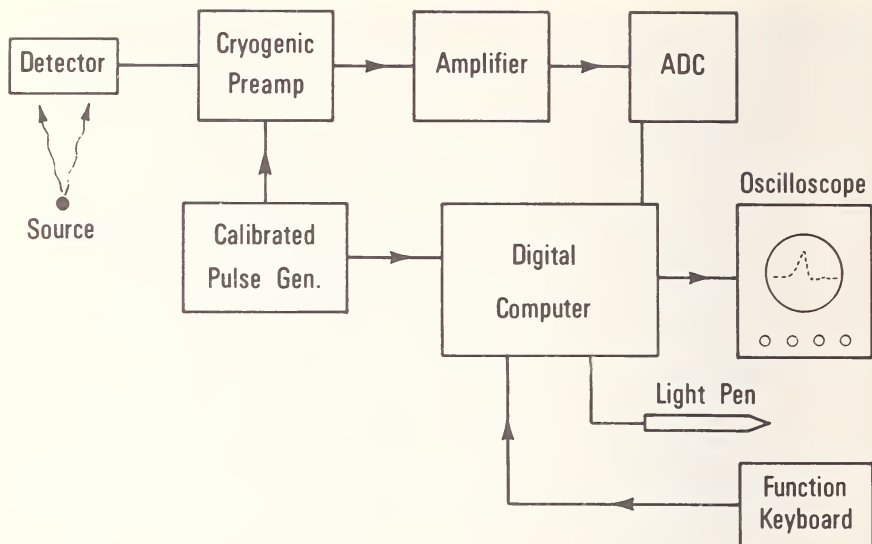 Detector
Cryogenic
Preamp
Amplifier
ADC
Source
Calibrated
Pulse Gen.
Digital
Computer
Oscilloscope
Light Pen
Function
Keyboard